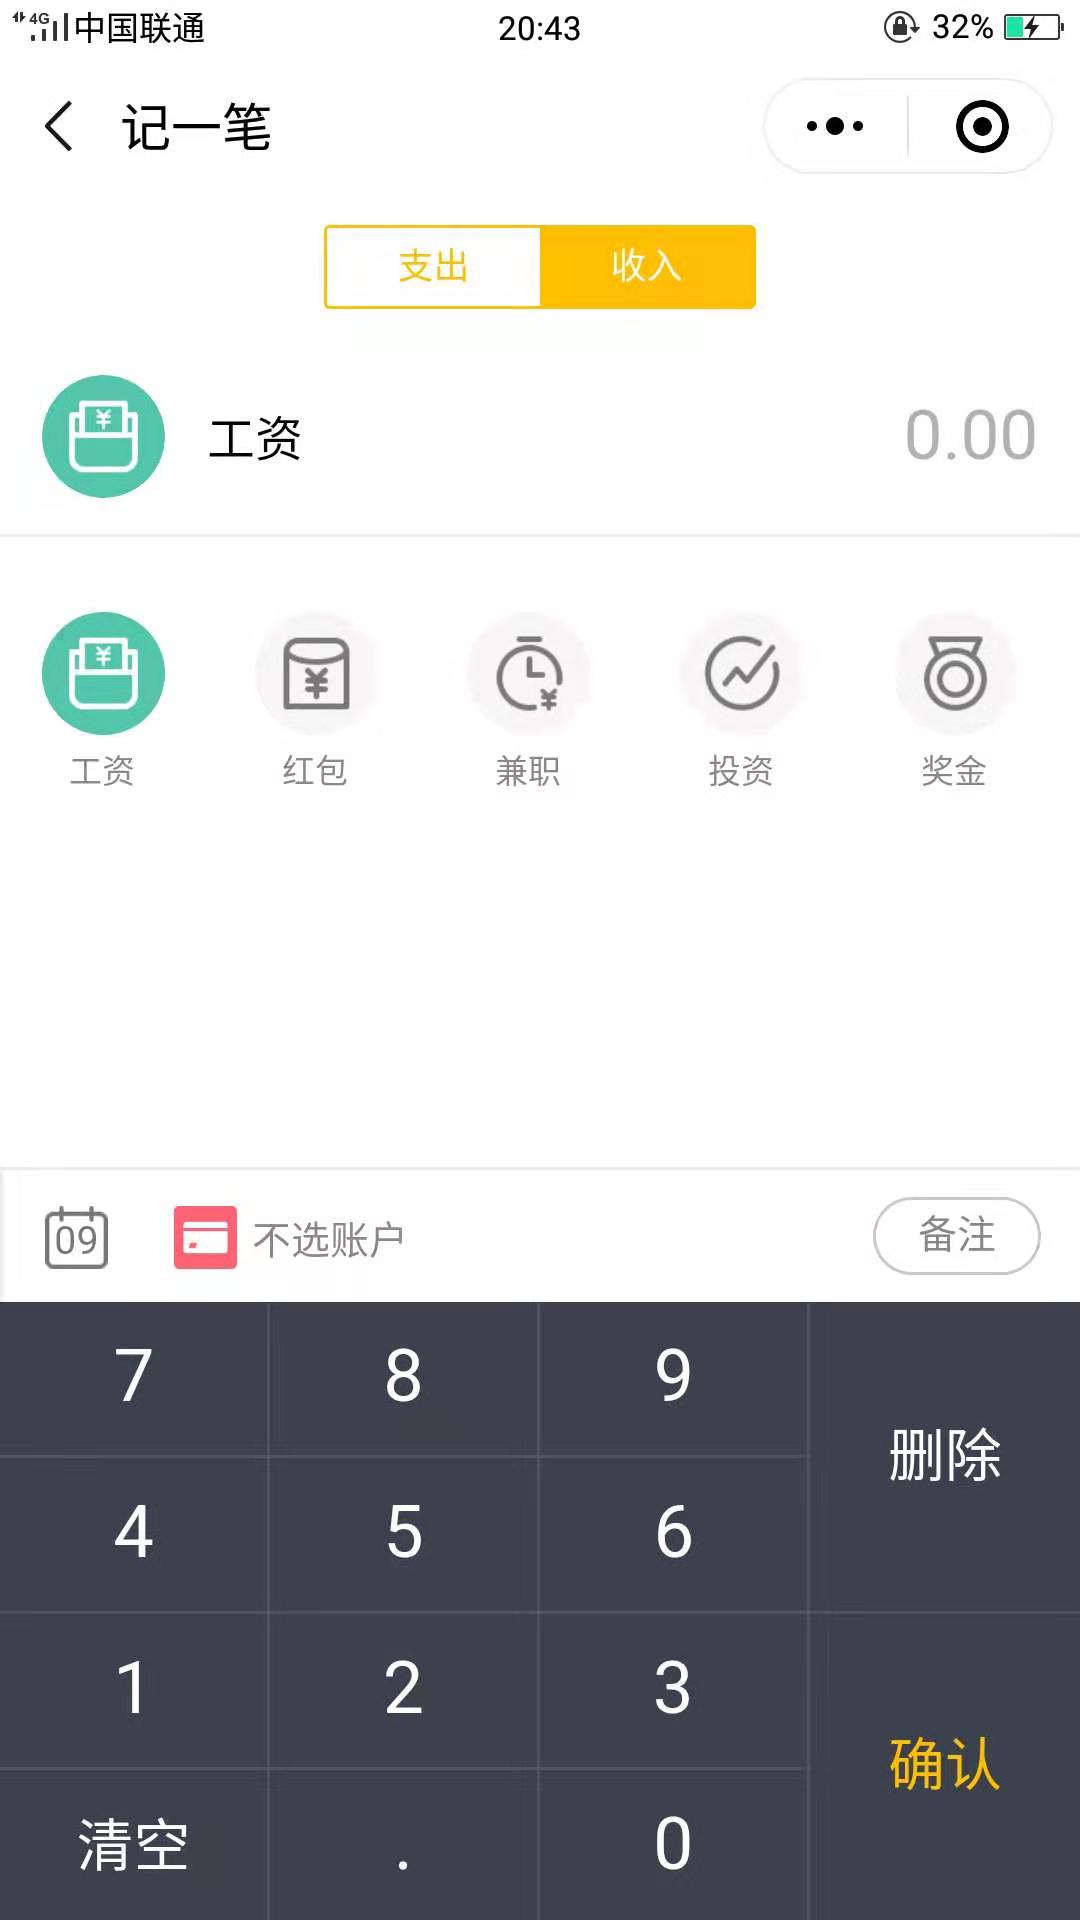 4G 中国联通 20:43 32%
记一笔
支出 收入
工资 0.00
工资 红包 兼职 投资 奖金
09 不选账户 备注
7 8 9
删除
4 5 6
1 2 3
确认
清空 . 0